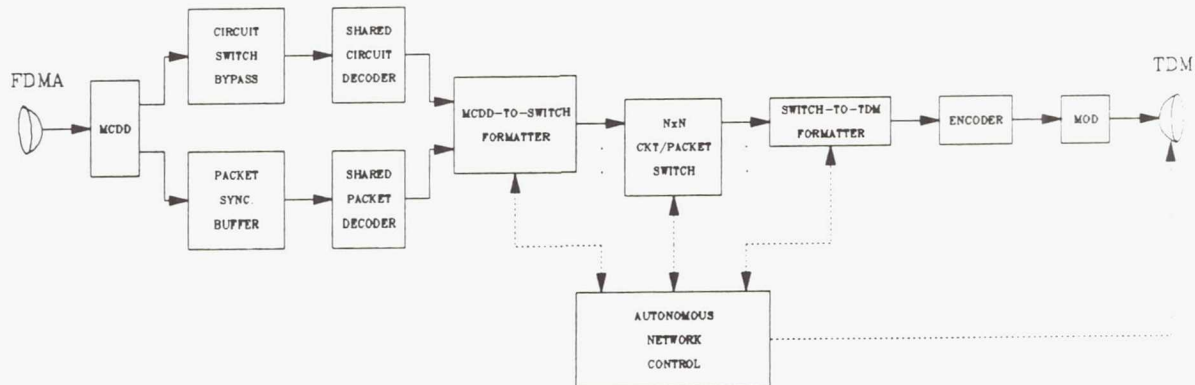 FDMA
MCDD
CIRCUIT
SWITCH
BYPASS
SHARED
CIRCUIT
DECODER
PACKET
SYNC.
BUFFER
SHARED
PACKET
DECODER
MCDD-TO-SWITCH
FORMATTER
NxN
CKT/PACKET
SWITCH
SWITCH-TO-TDM
FORMATTER
ENCODER
MOD
TDM
AUTONOMOUS
NETWORK
CONTROL